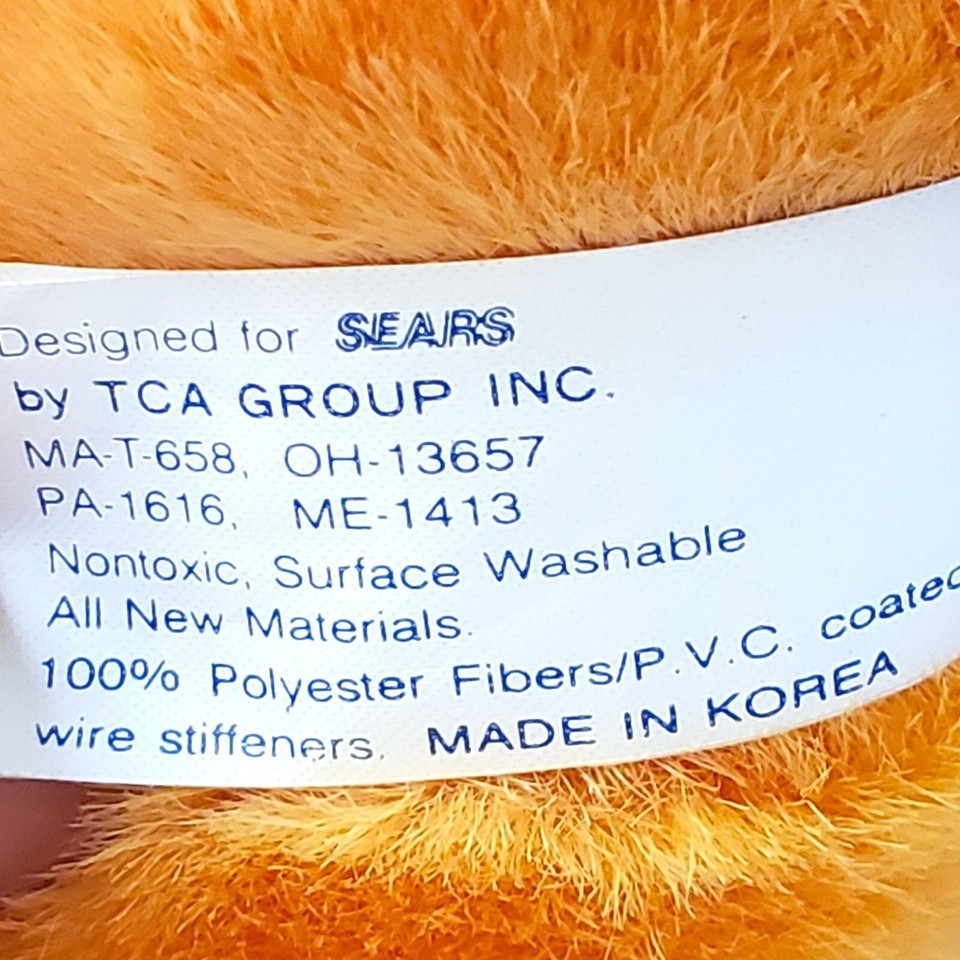 Designed for SEARS
by TCA GROUP INC.
MA-T-658, OH-13657
PA-1616, ME-1413
Nontoxic, Surface Washable
All New Materials.
100% Polyester Fibers/P.V.C. coated
wire stiffeners. MADE IN KOREA